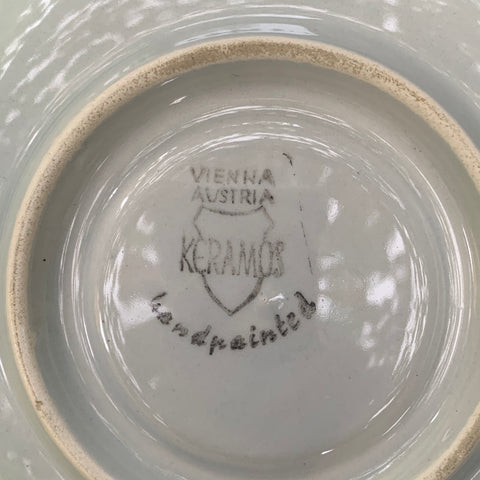 VIENNA
AUSTRIA
KERAMOS
handpainted